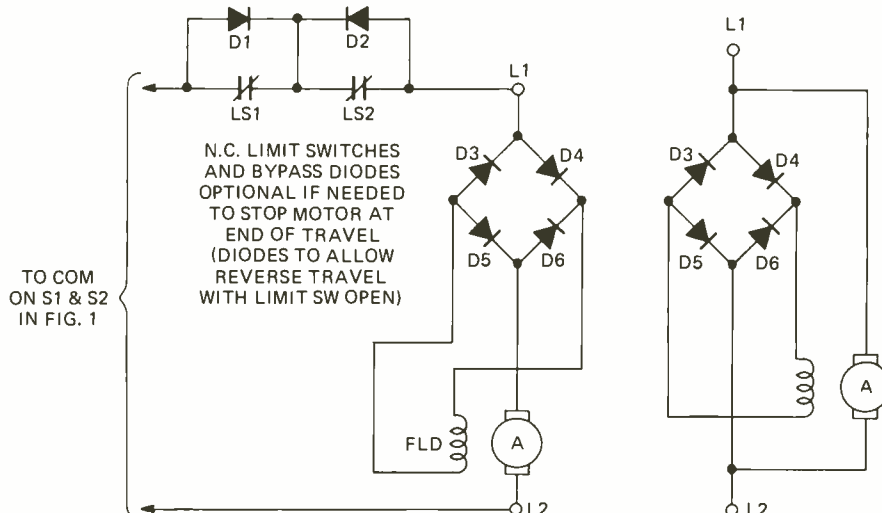 D1
D2
LS1
LS2
N.C. LIMIT SWITCHES
AND BYPASS DIODES
OPTIONAL IF NEEDED
TO STOP MOTOR AT
END OF TRAVEL
(DIODES TO ALLOW
REVERSE TRAVEL
WITH LIMIT SW OPEN)
TO COM
ON S1 & S2
IN FIG. 1
L1
D3
D4
D5
D6
FLD
A
L2
L1
D3
D4
D5
D6
A
L2